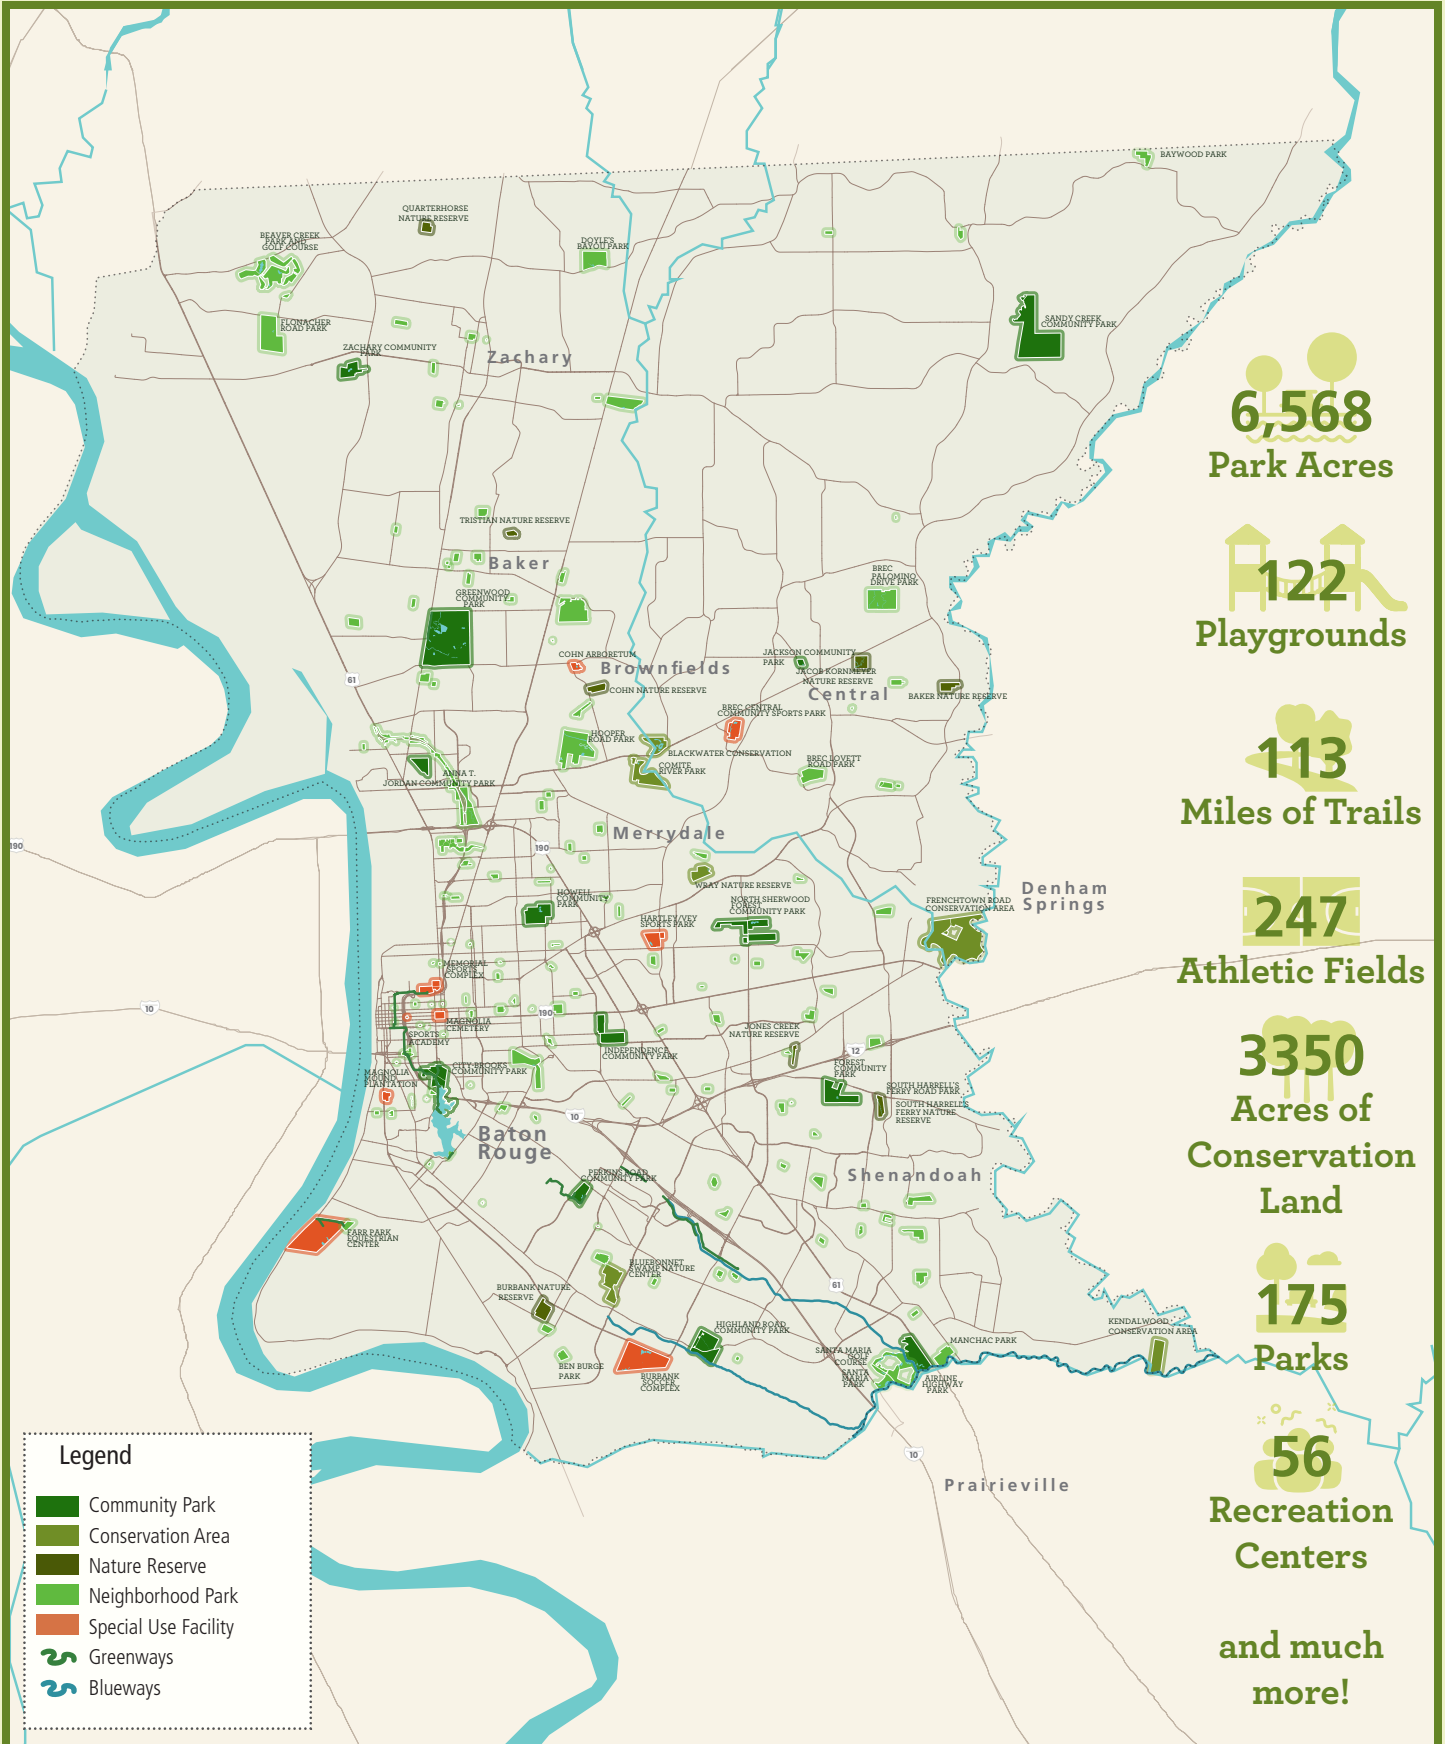 BAYWOOD PARK
QUARTERHORSE
NATURE RESERVE
BEAVER CREEK
PARK AND
GOLF COURSE
DOYLE'S
BAYOU PARK
FLONACHER
ROAD PARK
SANDY CREEK
COMMUNITY PARK
ZACHARY COMMUNITY
PARK
Zachary
6,568
Park Acres
TRISTIAN NATURE RESERVE
Baker
122
Playgrounds
GREENWOOD
COMMUNITY
PARK
BREC
PALOMINO
DRIVE PARK
COHN ARBORETUM
Brownfields
JACKSON COMMUNITY
PARK
JACOB KORNMEYER
NATURE RESERVE
Central
61
COHN NATURE RESERVE
BAKER NATURE RESERVE
BREC CENTRAL
COMMUNITY SPORTS PARK
HOOPER
ROAD PARK
BLACKWATER CONSERVATION
COMITE
RIVER PARK
BREC LOVETT
ROAD PARK
113
Miles of Trails
ANNA T.
JORDAN COMMUNITY PARK
Merrydale
190
190
WRAY NATURE RESERVE
Denham
Springs
HOWELL
COMMUNITY
PARK
NORTH SHERWOOD
FOREST
COMMUNITY PARK
FRENCHTOWN ROAD
CONSERVATION AREA
HARTLEY/VEY
SPORTS PARK
247
Athletic Fields
MEMORIAL
SPORTS
COMPLEX
10
190
MAGNOLIA
CEMETERY
SPORTS
ACADEMY
JONES CREEK
NATURE RESERVE
12
INDEPENDENCE
COMMUNITY PARK
FOREST
COMMUNITY
PARK
3350
Acres of
Conservation
Land
CITY-BROOKS
COMMUNITY PARK
MAGNOLIA
MOUND
PLANTATION
SOUTH HARRELL'S
FERRY ROAD PARK
SOUTH HARRELL'S
FERRY NATURE
RESERVE
10
Baton
Rouge
PERKINS ROAD
COMMUNITY PARK
Shenandoah
FARR PARK
EQUESTRIAN
CENTER
BLUEBONNET
SWAMP NATURE
CENTER
61
175
Parks
BURBANK NATURE
RESERVE
HIGHLAND ROAD
COMMUNITY PARK
KENDALWOOD
CONSERVATION AREA
MANCHAC PARK
SANTA MARIA
GOLF
COURSE
SANTA
MARIA
PARK
BEN BURGE
PARK
BURBANK
SOCCER
COMPLEX
AIRLINE
HIGHWAY
PARK
10
Prairieville
56
Recreation
Centers
and much
more!
Legend
Community Park
Conservation Area
Nature Reserve
Neighborhood Park
Special Use Facility
Greenways
Blueways